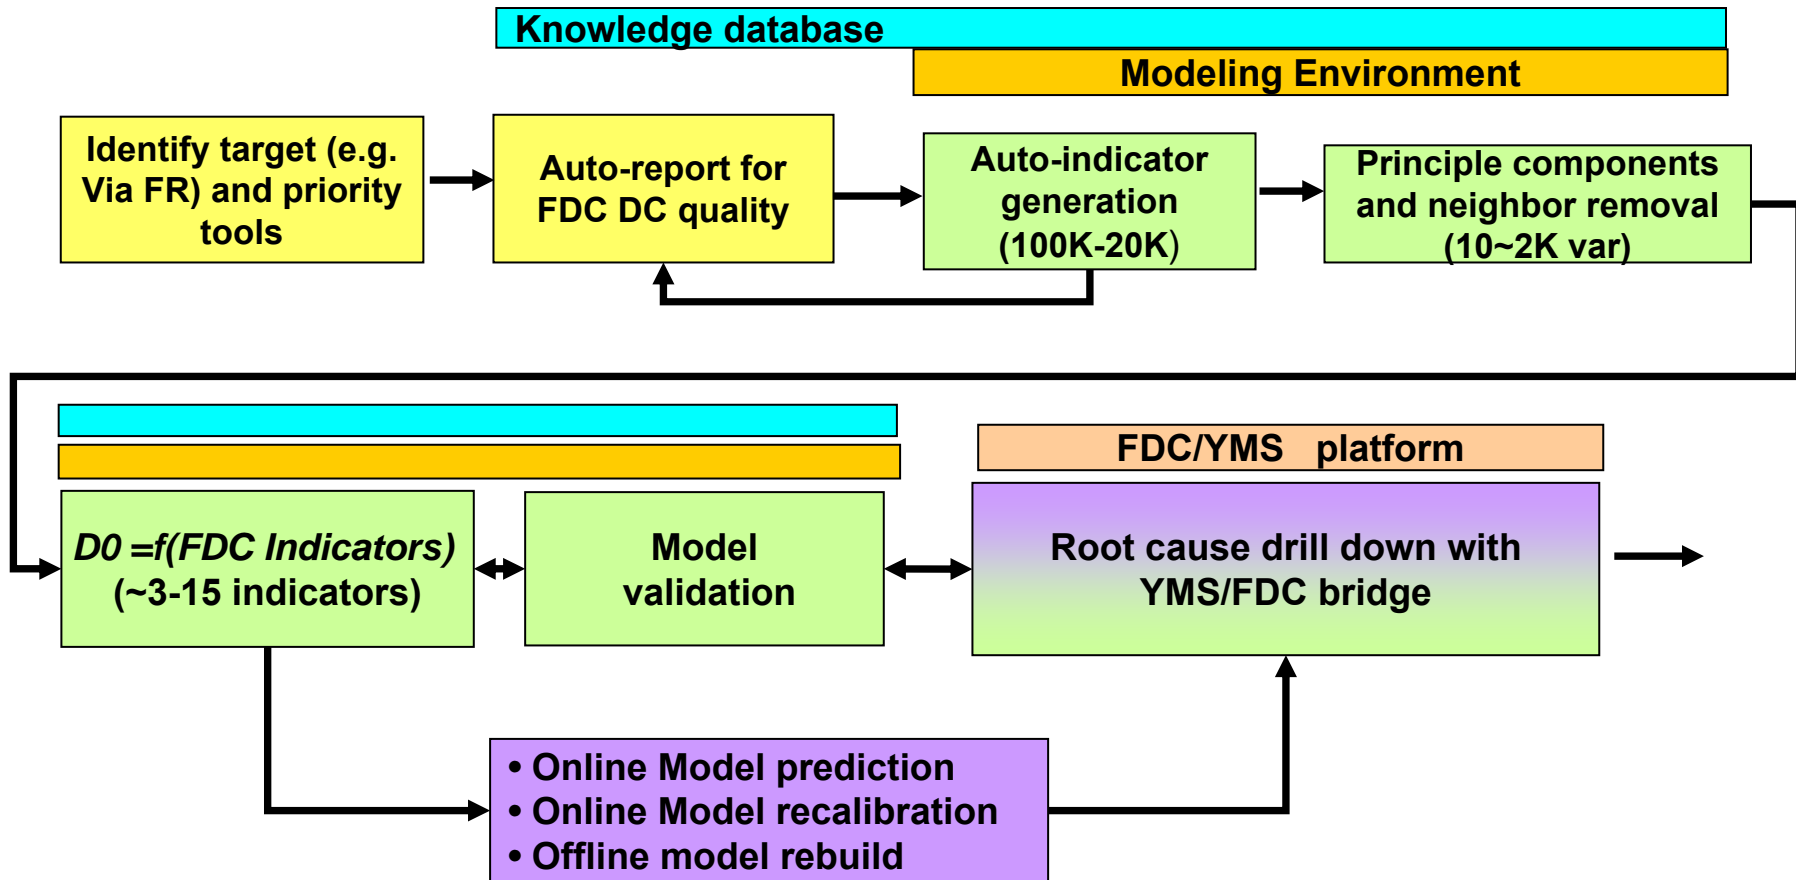 Knowledge database
Modeling Environment
Identify target (e.g.
Via FR) and priority
tools
Auto-report for
FDC DC quality
Auto-indicator
generation
(100K-20K)
Principle components
and neighbor removal
(10~2K var)
FDC/YMS platform
D0 =f(FDC Indicators)
(~3-15 indicators)
Model
validation
Root cause drill down with
YMS/FDC bridge
• Online Model prediction
• Online Model recalibration
• Offline model rebuild